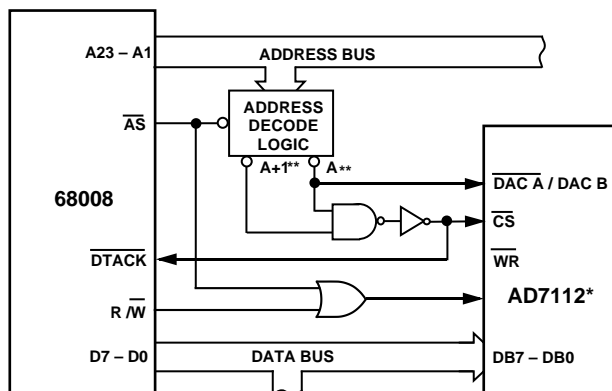 A23 – A1
ADDRESS BUS
ADDRESS
DECODE
LOGIC
AS
A+1**
A**
68008
DAC A / DAC B
CS
DTACK
WR
AD7112*
R /W
D7 – D0
DATA BUS
DB7 – DB0